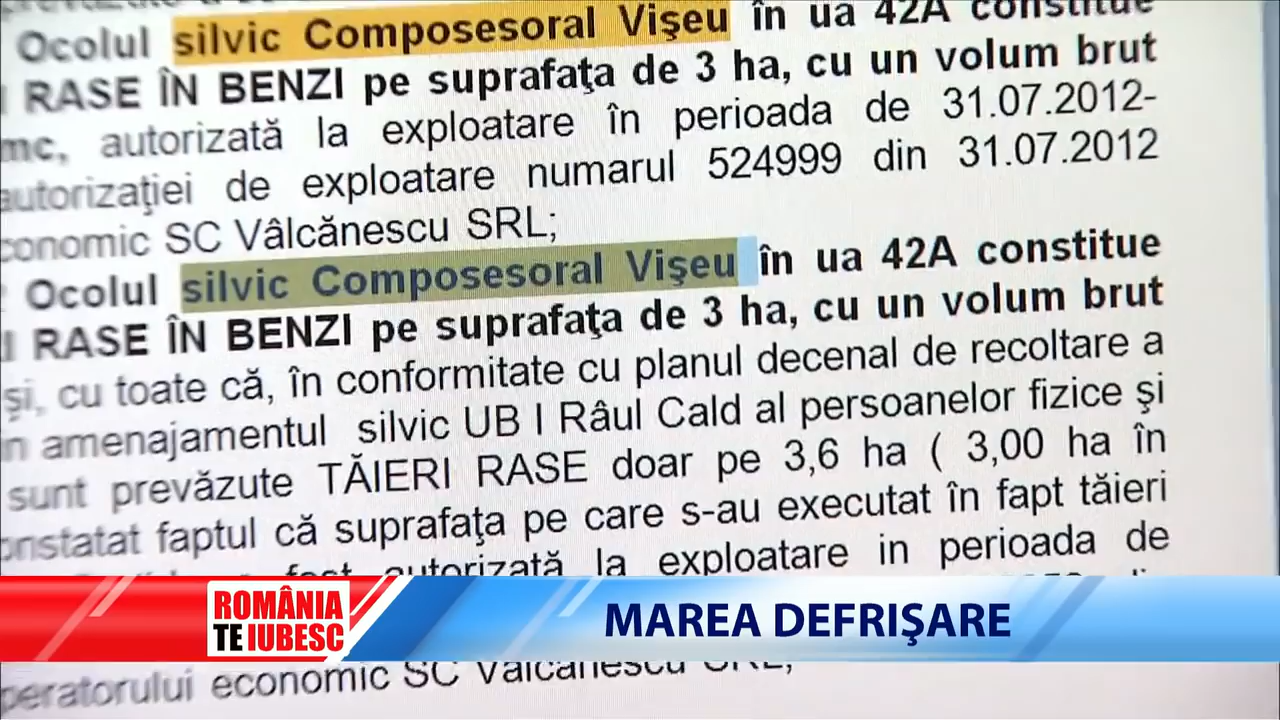 Ocolul silvic Composesoral Vişeu în ua 42A constitue
RASE ÎN BENZI pe suprafaţa de 3 ha, cu un volum brut
mc, autorizată la exploatare în perioada de 31.07.2012-
autorizaţiei de exploatare numarul 524999 din 31.07.2012
conomic SC Vâlcănescu SRL;
Ocolul silvic Composesoral Vişeu în ua 42A constitue
I RASE ÎN BENZI pe suprafaţa de 3 ha, cu un volum brut
şi, cu toate că, în conformitate cu planul decenal de recoltare a
în amenajamentul silvic UB I Râul Cald al persoanelor fizice şi
sunt prevăzute TĂIERI RASE doar pe 3,6 ha ( 3,00 ha în
onstatat faptul că suprafaţa pe care s-au executat în fapt tăieri
fost autorizată la exploatare in perioada de
ROMÂNIA
TE IUBESC
MAREA DEFRIŞARE
peratorului economic SC Vâlcănescu SRL;